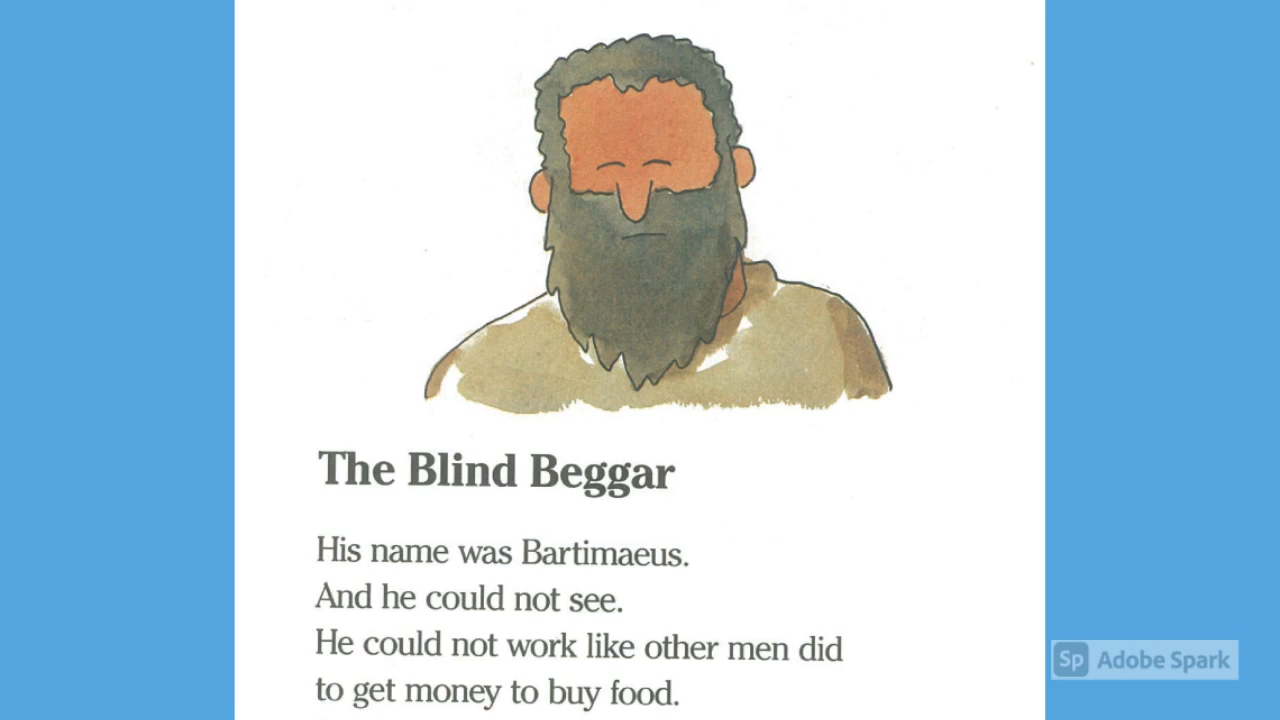 The Blind Beggar
His name was Bartimaeus.
And he could not see.
He could not work like other men did
to get money to buy food.
Sp Adobe Spark